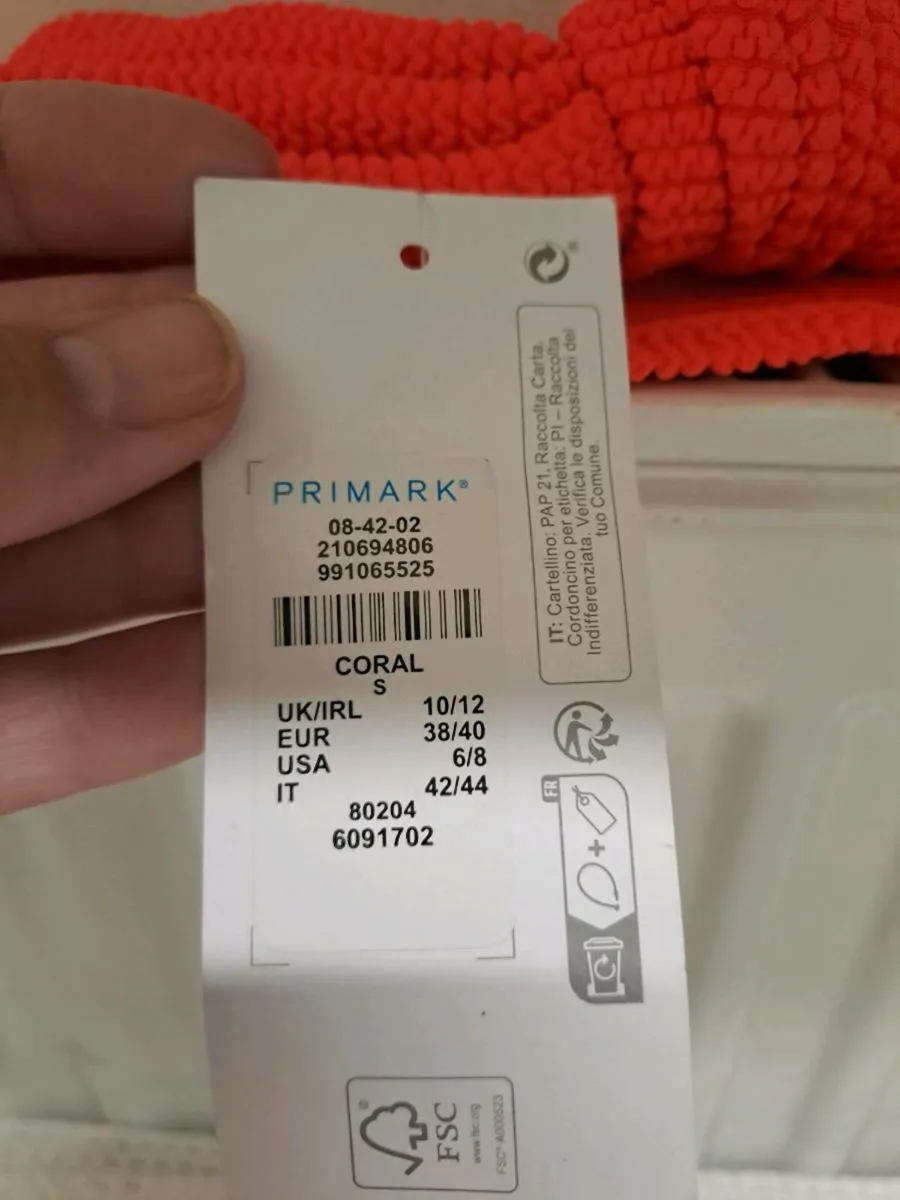 PRIMARK®
08-42-02
210694806
991065525
CORAL
S
UK/IRL 10/12
EUR 38/40
USA 6/8
IT 42/44
80204
6091702
IT: Cartellino: PAP 21, Raccolta Carta.
Cordoncino per etichetta: PI – Raccolta
Indifferenziata. Verifica le disposizioni del
tuo Comune.
FR
+
®
FSC
www.fsc.org
FSC® A000523